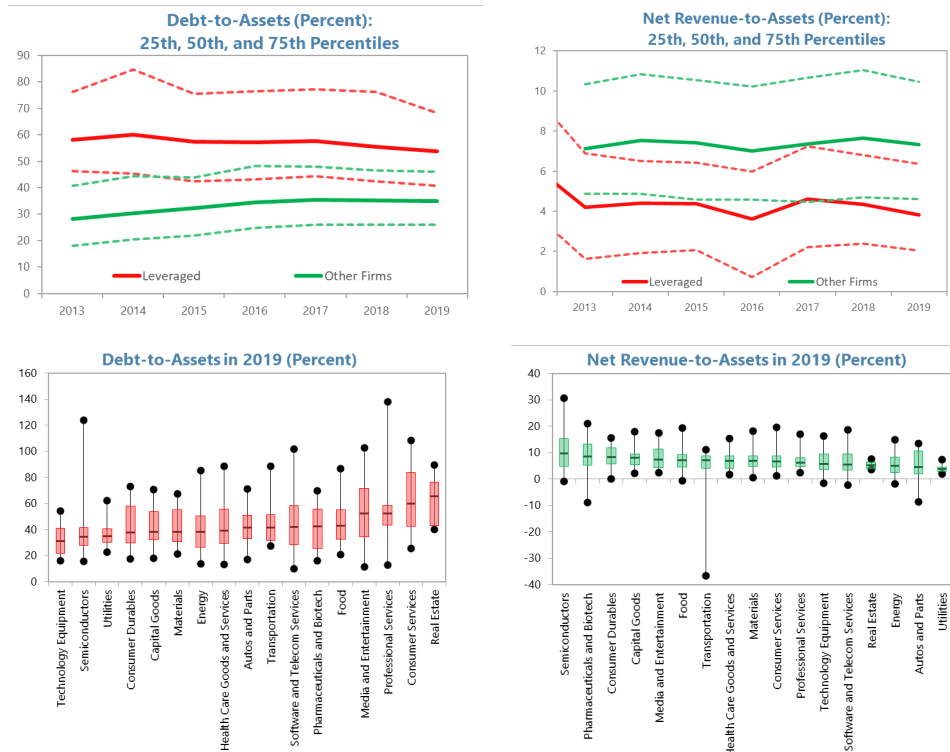 Debt-to-Assets (Percent):
25th, 50th, and 75th Percentiles
90
80
70
60
50
40
30
20
10
0
Leveraged
Other Firms
2013 2014 2015 2016 2017 2018 2019
Net Revenue-to-Assets (Percent):
25th, 50th, and 75th Percentiles
12
10
8
6
4
2
0
Leveraged
Other Firms
2013 2014 2015 2016 2017 2018 2019
Debt-to-Assets in 2019 (Percent)
160
140
120
100
80
60
40
20
0
Technology Equipment
Semiconductors
Utilities
Consumer Durables
Capital Goods
Materials
Energy
Health Care Goods and Services
Autos and Parts
Transportation
Software and Telecom Services
Pharmaceuticals and Biotech
Food
Media and Entertainment
Professional Services
Consumer Services
Real Estate
Net Revenue-to-Assets in 2019 (Percent)
40
30
20
10
0
-10
-20
-30
-40
Semiconductors
Pharmaceuticals and Biotech
Consumer Durables
Capital Goods
Media and Entertainment
Food
Transportation
Health Care Goods and Services
Materials
Consumer Services
Professional Services
Technology Equipment
Software and Telecom Services
Real Estate
Energy
Autos and Parts
Utilities